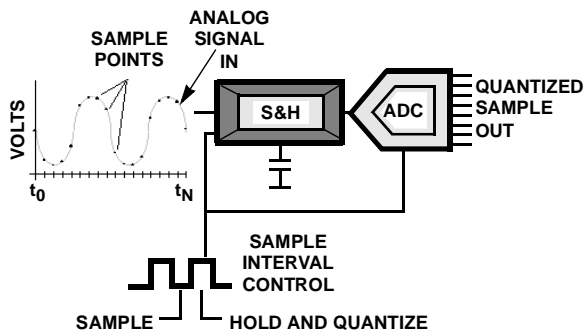 ANALOG
SIGNAL
IN
SAMPLE
POINTS
VOLTS
t0
tN
S&H
ADC
QUANTIZED
SAMPLE
OUT
SAMPLE
INTERVAL
CONTROL
SAMPLE
HOLD AND QUANTIZE